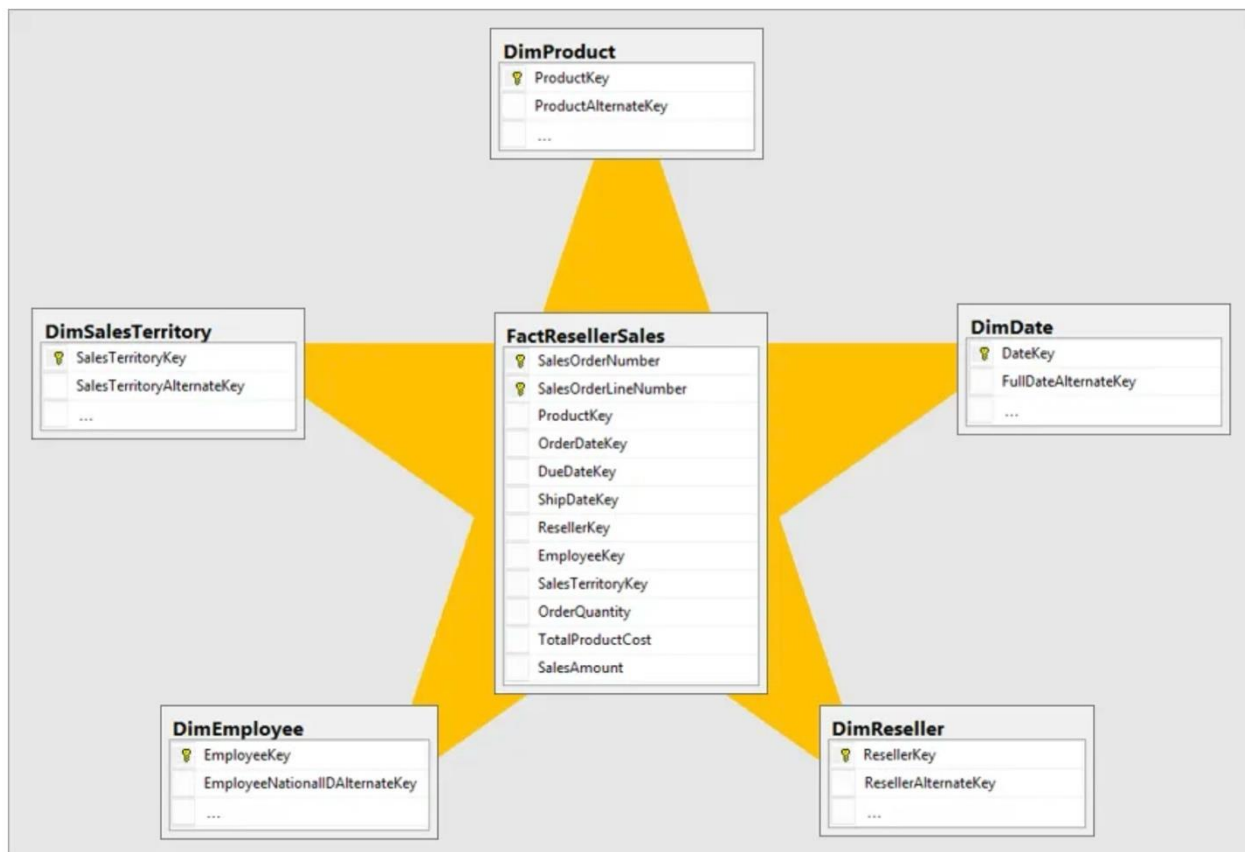 DimProduct
ProductKey
ProductAlternateKey
...
DimSalesTerritory
SalesTerritoryKey
SalesTerritoryAlternateKey
...
FactResellerSales
SalesOrderNumber
SalesOrderLineNumber
ProductKey
OrderDateKey
DueDateKey
ShipDateKey
ResellerKey
EmployeeKey
SalesTerritoryKey
OrderQuantity
TotalProductCost
SalesAmount
DimDate
DateKey
FullDateAlternateKey
...
DimEmployee
EmployeeKey
EmployeeNationalIDAlternateKey
...
DimReseller
ResellerKey
ResellerAlternateKey
...